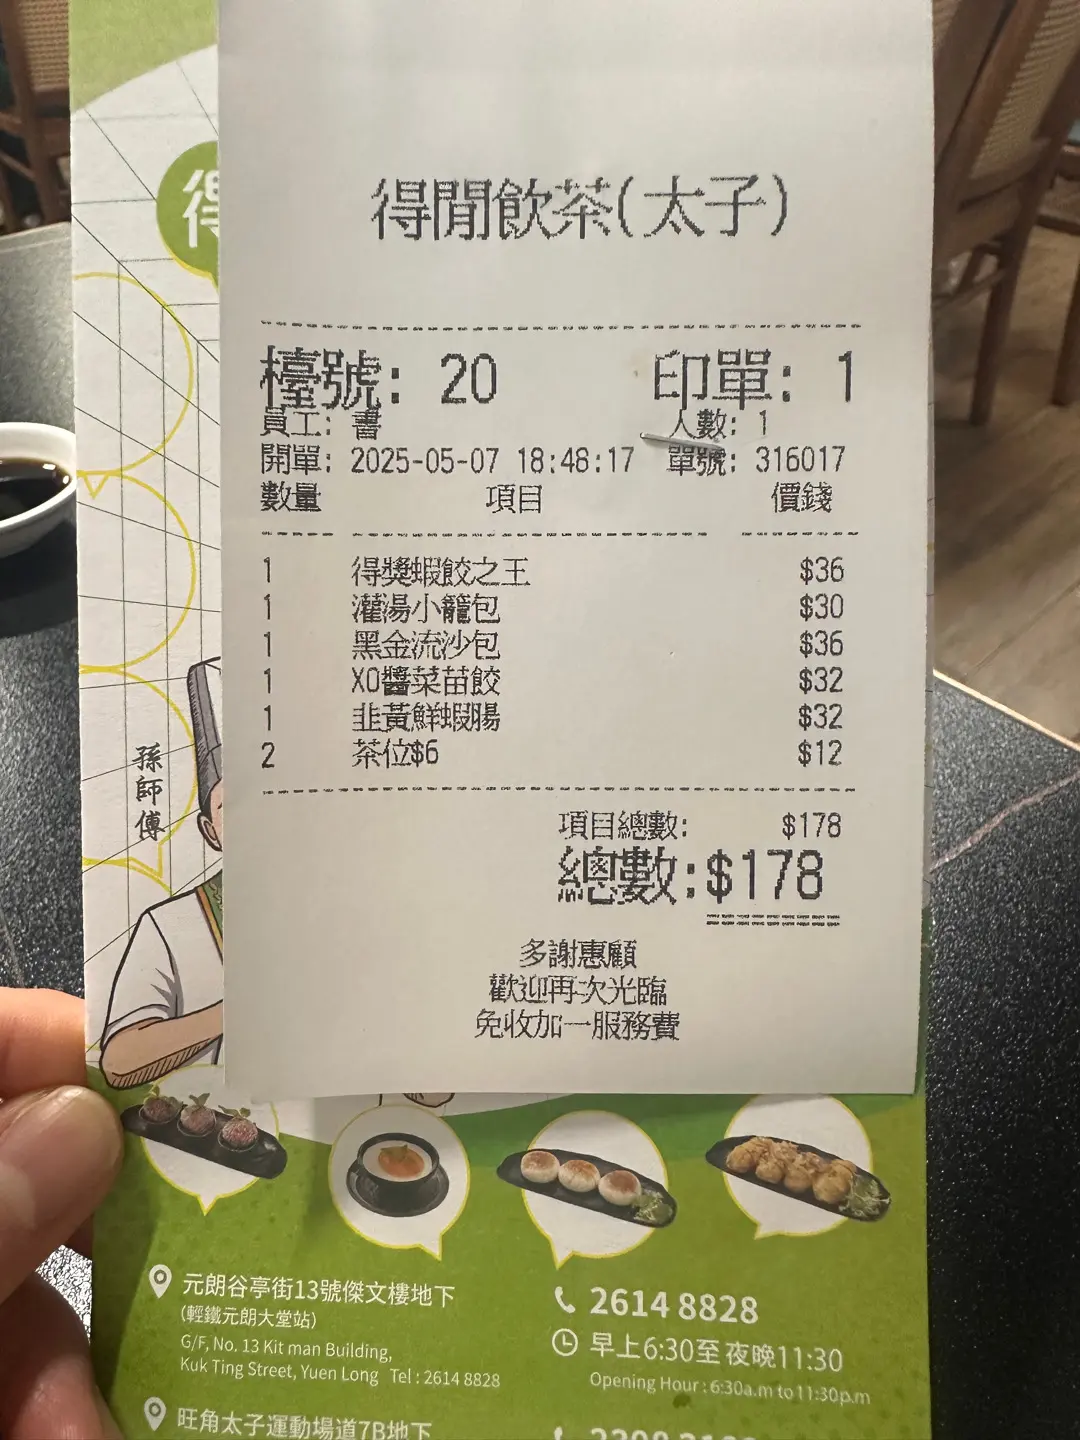 得閒飲茶(太子)
檯號: 20 印單: 1
員工: 書 人數: 1
開單: 2025-05-07 18:48:17 單號: 316017
數量 項目 價錢
1 得獎蝦餃之王 $36
1 灌湯小籠包 $30
1 黑金流沙包 $36
1 XO醬菜苗餃 $32
1 韭黃鮮蝦腸 $32
2 茶位$6 $12
項目總數: $178
總數:$178
多謝惠顧
歡迎再次光臨
免收加一服務費
得
孫師傅
元朗谷亭街13號傑文樓地下
(輕鐵元朗大堂站)
G/F, No. 13 Kit man Building,
Kuk Ting Street, Yuen Long Tel : 2614 8828
2614 8828
早上6:30至夜晚11:30
Opening Hour : 6:30a.m to 11:30p.m
旺角太子運動場道7B地下